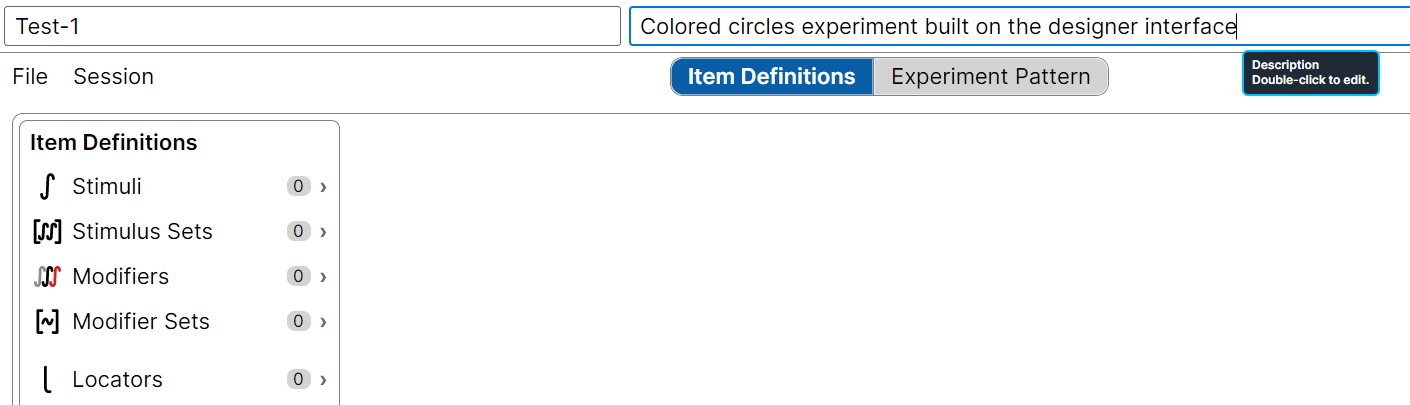 Test-1
Colored circles experiment built on the designer interface
File Session
Item Definitions Experiment Pattern
Description
Double-click to edit.
Item Definitions
Stimuli 0 ›
Stimulus Sets 0 ›
Modifiers 0 ›
Modifier Sets 0 ›
Locators 0 ›